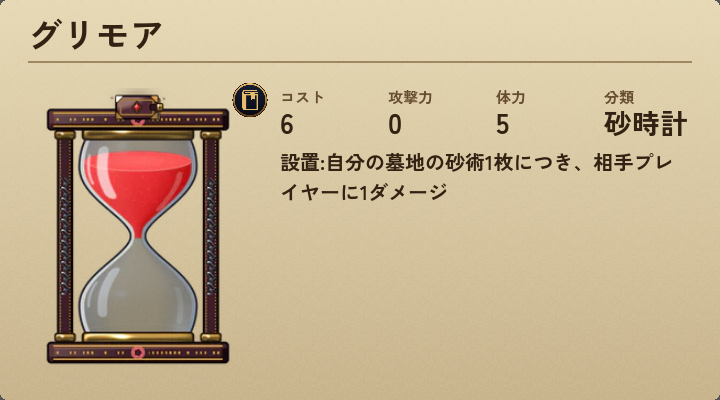 グリモア
コスト 攻撃力 体力 分類
6 0 5 砂時計
設置:自分の墓地の砂術1枚につき、相手プレ
イヤーに1ダメージ